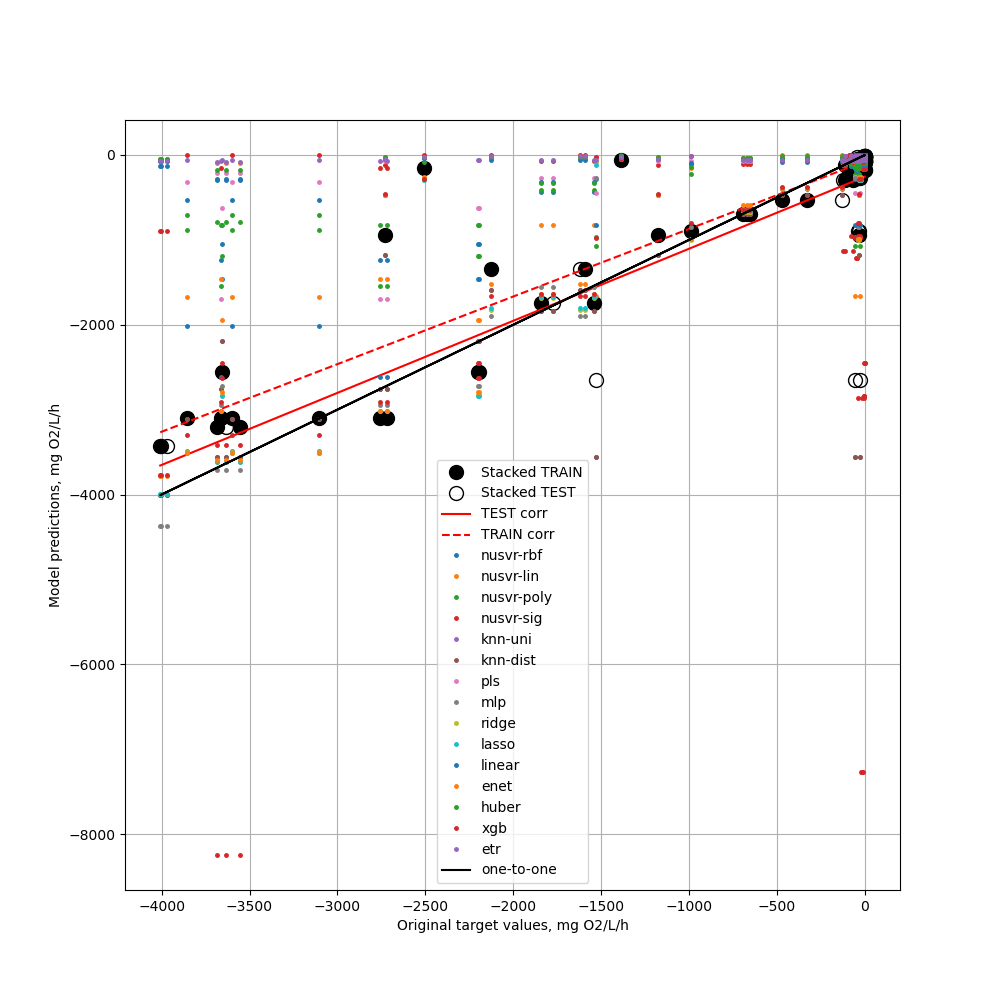 0
−2000
−4000
−6000
−8000
Model predictions, mg O2/L/h
Stacked TRAIN
Stacked TEST
TEST corr
TRAIN corr
nusvr-rbf
nusvr-lin
nusvr-poly
nusvr-sig
knn-uni
knn-dist
pls
mlp
ridge
lasso
linear
enet
huber
xgb
etr
one-to-one
−4000 −3500 −3000 −2500 −2000 −1500 −1000 −500 0
Original target values, mg O2/L/h